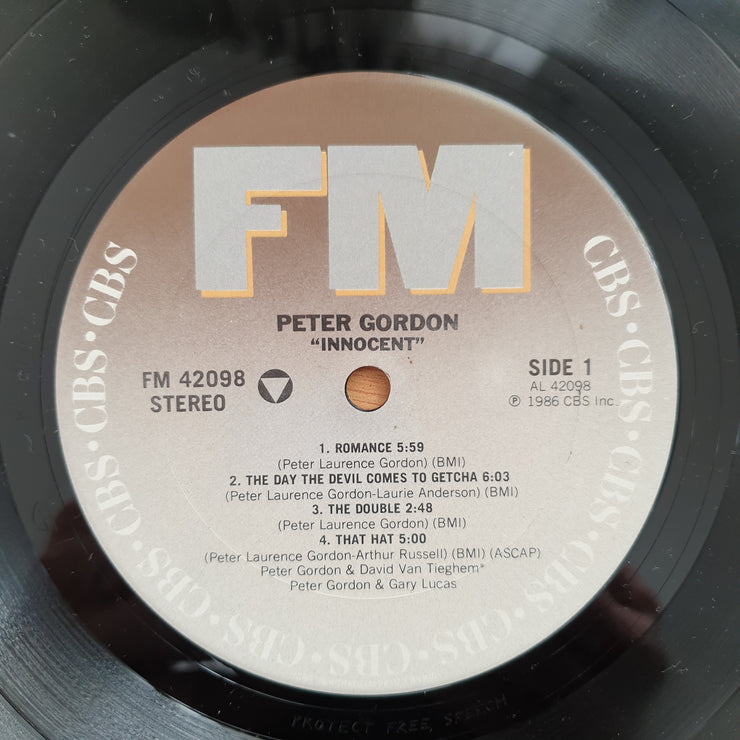 FM
PETER GORDON
“INNOCENT”
FM 42098
STEREO
SIDE 1
AL 42098
℗ 1986 CBS Inc.
1. ROMANCE 5:59
(Peter Laurence Gordon) (BMI)
2. THE DAY THE DEVIL COMES TO GETCHA 6:03
(Peter Laurence Gordon-Laurie Anderson) (BMI)
3. THE DOUBLE 2:48
(Peter Laurence Gordon) (BMI)
4. THAT HAT 5:00
(Peter Laurence Gordon-Arthur Russell) (BMI) (ASCAP)
Peter Gordon & David Van Tieghem*
Peter Gordon & Gary Lucas
CBS · CBS · CBS · CBS · CBS · CBS · CBS · CBS · CBS · CBS · CBS
PROTECT FREE SPEECH